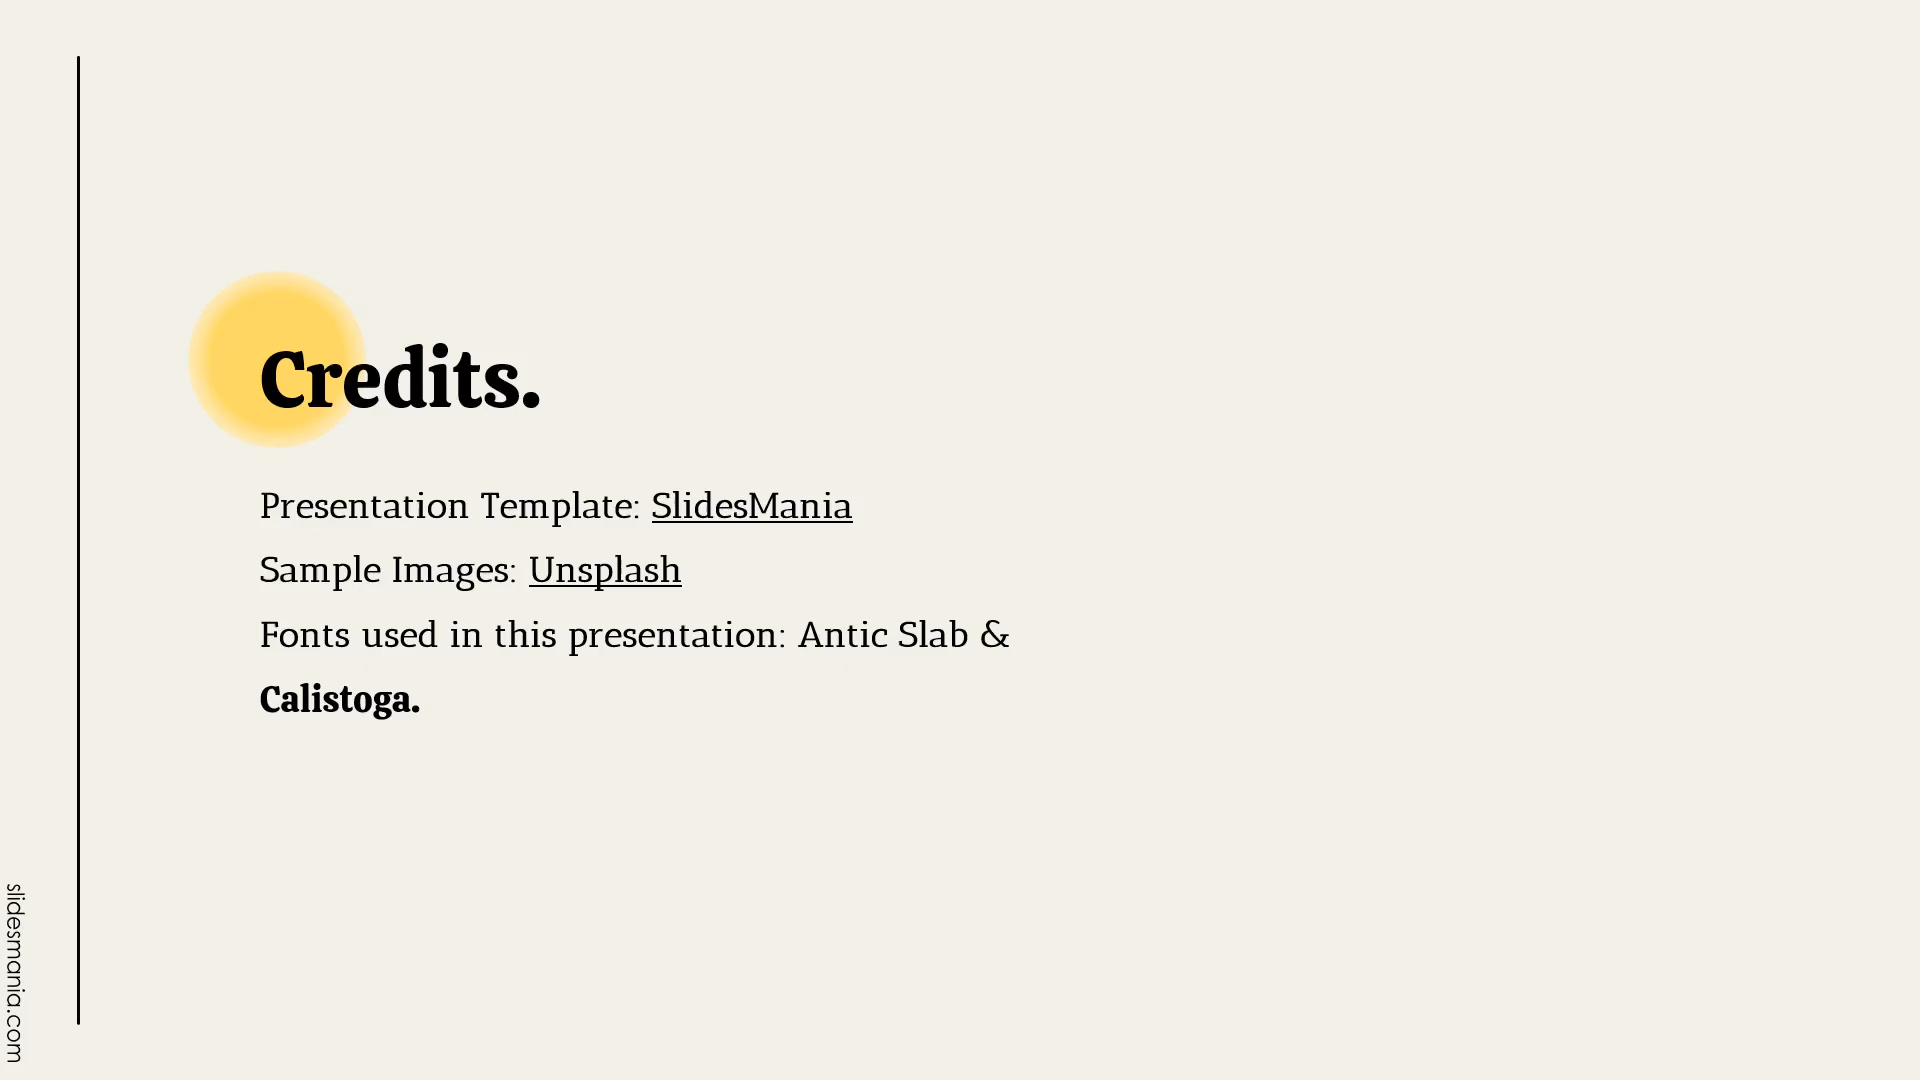 Credits.
Presentation Template: SlidesMania
Sample Images: Unsplash
Fonts used in this presentation: Antic Slab &
Calistoga.
slidesmania.com